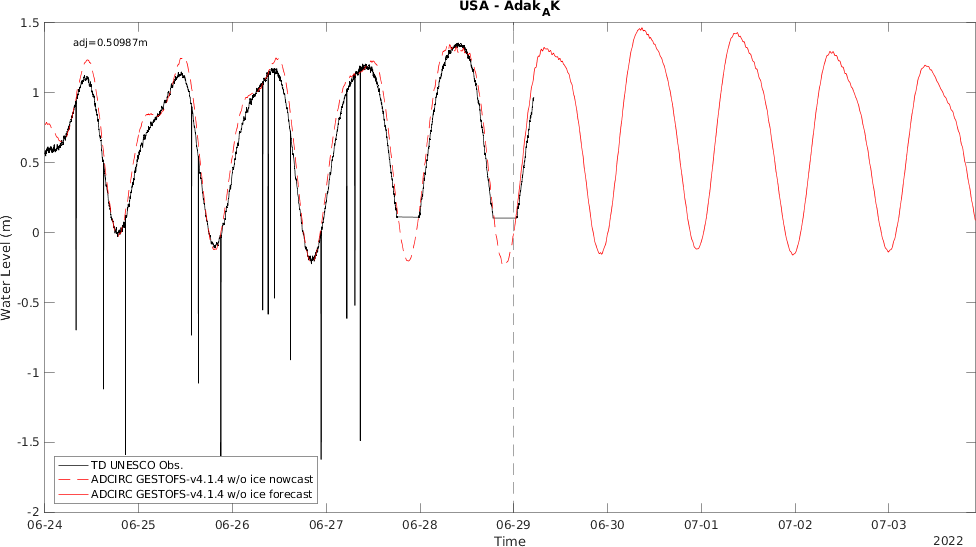 USA - Adak_AK
adj=0.50987m
1.5
1
0.5
0
-0.5
-1
-1.5
-2
Water Level (m)
TD UNESCO Obs.
ADCIRC GESTOFS-v4.1.4 w/o ice nowcast
ADCIRC GESTOFS-v4.1.4 w/o ice forecast
06-24 06-25 06-26 06-27 06-28 06-29 06-30 07-01 07-02 07-03
Time
2022